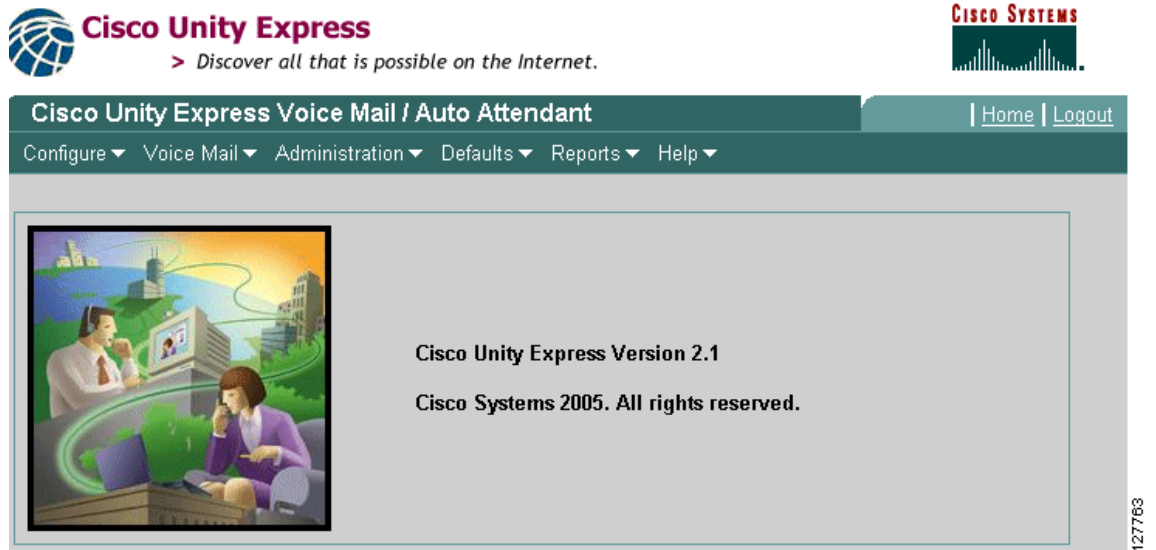 Cisco Unity Express
> Discover all that is possible on the Internet.
CISCO SYSTEMS
Cisco Unity Express Voice Mail / Auto Attendant
| Home | Logout
Configure ▼ Voice Mail ▼ Administration ▼ Defaults ▼ Reports ▼ Help ▼
Cisco Unity Express Version 2.1
Cisco Systems 2005. All rights reserved.
127763